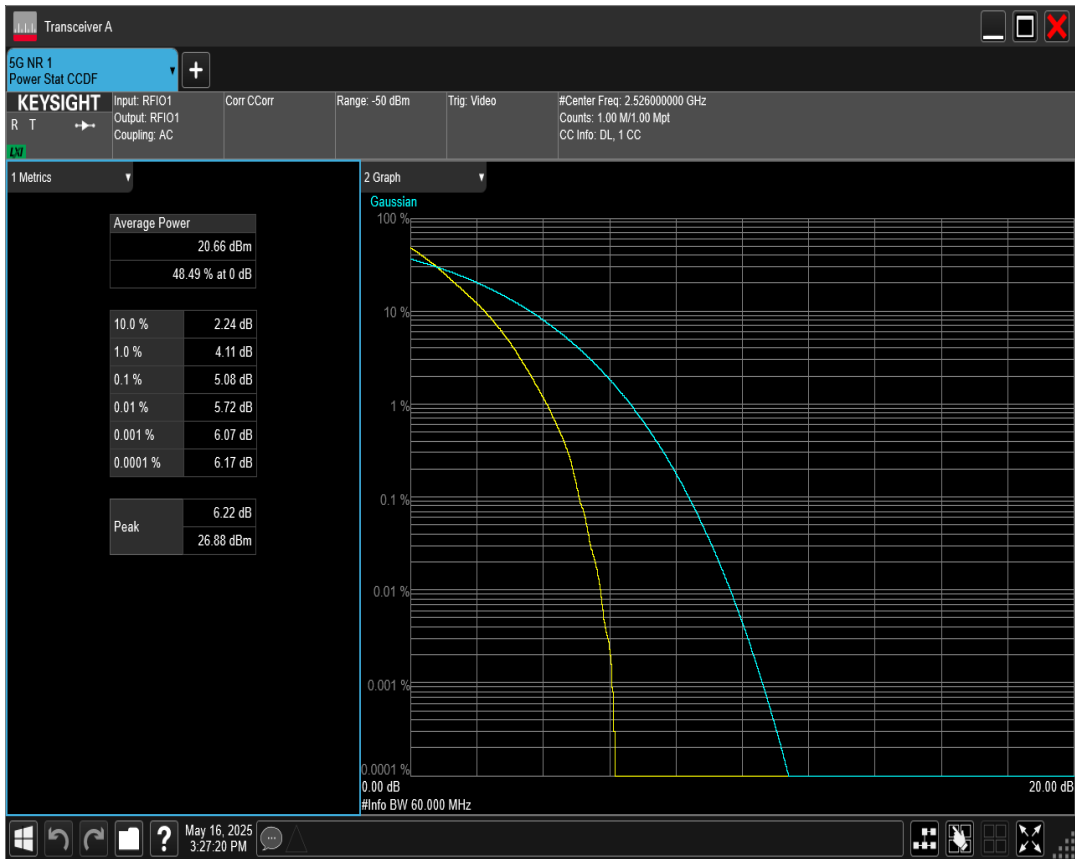 Transceiver A
5G NR 1
Power Stat CCDF
+
KEYSIGHT
R T
LXI
Input: RFIO1
Output: RFIO1
Coupling: AC
Corr CCorr
Range: -50 dBm
Trig: Video
#Center Freq: 2.526000000 GHz
Counts: 1.00 M/1.00 Mpt
CC Info: DL, 1 CC
1 Metrics
Average Power
20.66 dBm
48.49 % at 0 dB
10.0 % 2.24 dB
1.0 % 4.11 dB
0.1 % 5.08 dB
0.01 % 5.72 dB
0.001 % 6.07 dB
0.0001 % 6.17 dB
Peak
6.22 dB
26.88 dBm
2 Graph
Gaussian
100 %
10 %
1 %
0.1 %
0.01 %
0.001 %
0.0001 %
0.00 dB 20.00 dB
#Info BW 60.000 MHz
?
May 16, 2025
3:27:20 PM